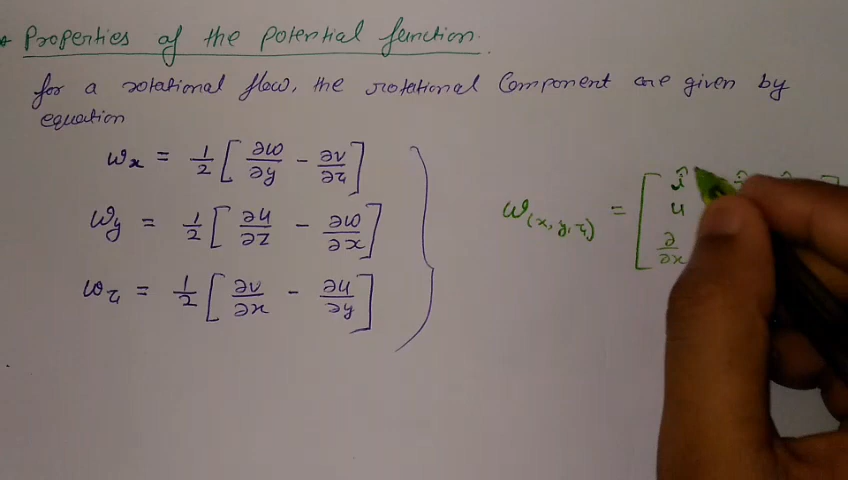 Properties of the potential function.
for a rotational flow, the rotational Component are given by
equation
ωx = 1/2 [ ∂w/∂y - ∂v/∂z ]
ωy = 1/2 [ ∂u/∂z - ∂w/∂x ]
ωz = 1/2 [ ∂v/∂x - ∂u/∂y ]
ω(x, y, z) = [ î
u
∂/∂x